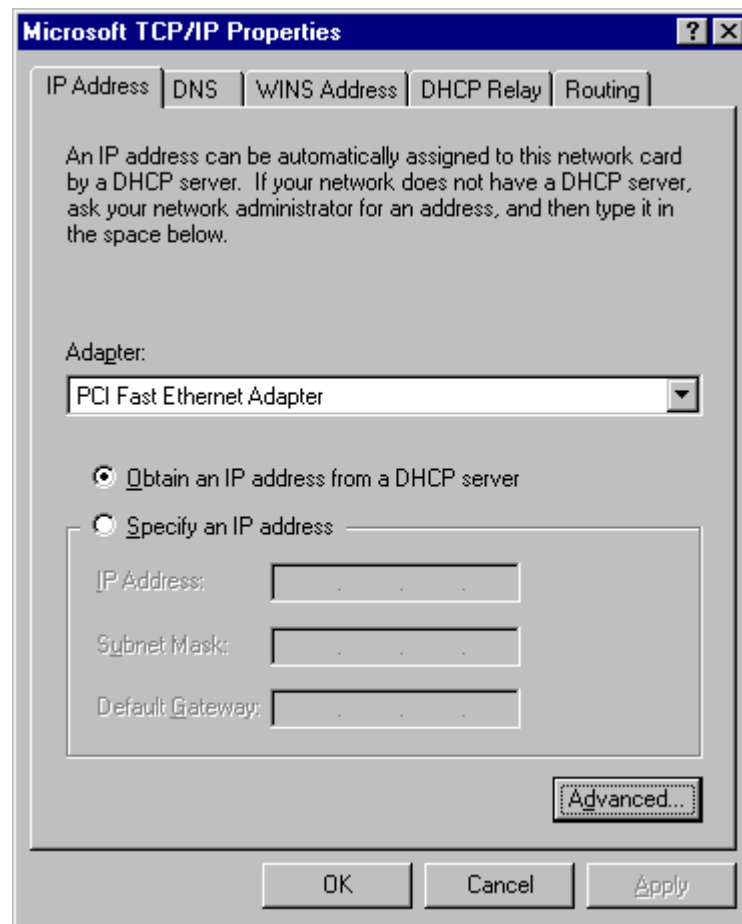 Microsoft TCP/IP Properties
IP Address DNS WINS Address DHCP Relay Routing
An IP address can be automatically assigned to this network card
by a DHCP server. If your network does not have a DHCP server,
ask your network administrator for an address, and then type it in
the space below.
Adapter:
PCI Fast Ethernet Adapter
Obtain an IP address from a DHCP server
Specify an IP address
IP Address:
Subnet Mask:
Default Gateway:
Advanced...
OK Cancel Apply